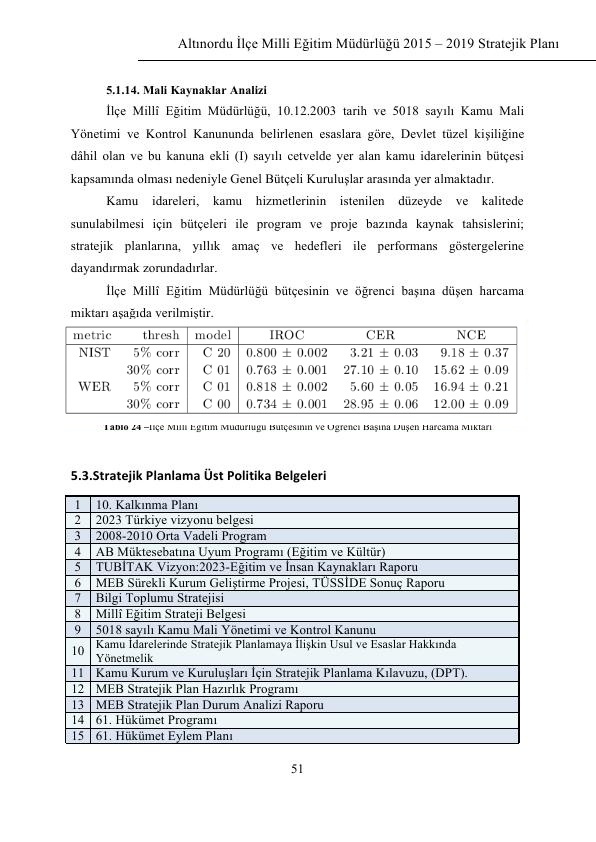 Altınordu İlçe Milli Eğitim Müdürlüğü 2015 – 2019 Stratejik Planı
5.1.14. Mali Kaynaklar Analizi
İlçe Millî Eğitim Müdürlüğü, 10.12.2003 tarih ve 5018 sayılı Kamu Mali
Yönetimi ve Kontrol Kanununda belirlenen esaslara göre, Devlet tüzel kişiliğine
dâhil olan ve bu kanuna ekli (I) sayılı cetvelde yer alan kamu idarelerinin bütçesi
kapsamında olması nedeniyle Genel Bütçeli Kuruluşlar arasında yer almaktadır.
Kamu idareleri, kamu hizmetlerinin istenilen düzeyde ve kalitede
sunulabilmesi için bütçeleri ile program ve proje bazında kaynak tahsislerini;
stratejik planlarına, yıllık amaç ve hedefleri ile performans göstergelerine
dayandırmak zorundadırlar.
İlçe Millî Eğitim Müdürlüğü bütçesinin ve öğrenci başına düşen harcama
miktarı aşağıda verilmiştir.
metric thresh model IROC CER NCE
NIST 5% corr C 20 0.800 ± 0.002 3.21 ± 0.03 9.18 ± 0.37
30% corr C 01 0.763 ± 0.001 27.10 ± 0.10 15.62 ± 0.09
WER 5% corr C 01 0.818 ± 0.002 5.60 ± 0.05 16.94 ± 0.21
30% corr C 00 0.734 ± 0.001 28.95 ± 0.06 12.00 ± 0.09
Tablo 24 –İlçe Millî Eğitim Müdürlüğü Bütçesinin ve Öğrenci Başına Düşen Harcama Miktarı
5.3.Stratejik Planlama Üst Politika Belgeleri
1 10. Kalkınma Planı
2 2023 Türkiye vizyonu belgesi
3 2008-2010 Orta Vadeli Program
4 AB Müktesebatına Uyum Programı (Eğitim ve Kültür)
5 TUBİTAK Vizyon:2023-Eğitim ve İnsan Kaynakları Raporu
6 MEB Sürekli Kurum Geliştirme Projesi, TÜSSİDE Sonuç Raporu
7 Bilgi Toplumu Stratejisi
8 Millî Eğitim Strateji Belgesi
9 5018 sayılı Kamu Mali Yönetimi ve Kontrol Kanunu
10 Kamu İdarelerinde Stratejik Planlamaya İlişkin Usul ve Esaslar Hakkında
Yönetmelik
11 Kamu Kurum ve Kuruluşları İçin Stratejik Planlama Kılavuzu, (DPT).
12 MEB Stratejik Plan Hazırlık Programı
13 MEB Stratejik Plan Durum Analizi Raporu
14 61. Hükümet Programı
15 61. Hükümet Eylem Planı
51